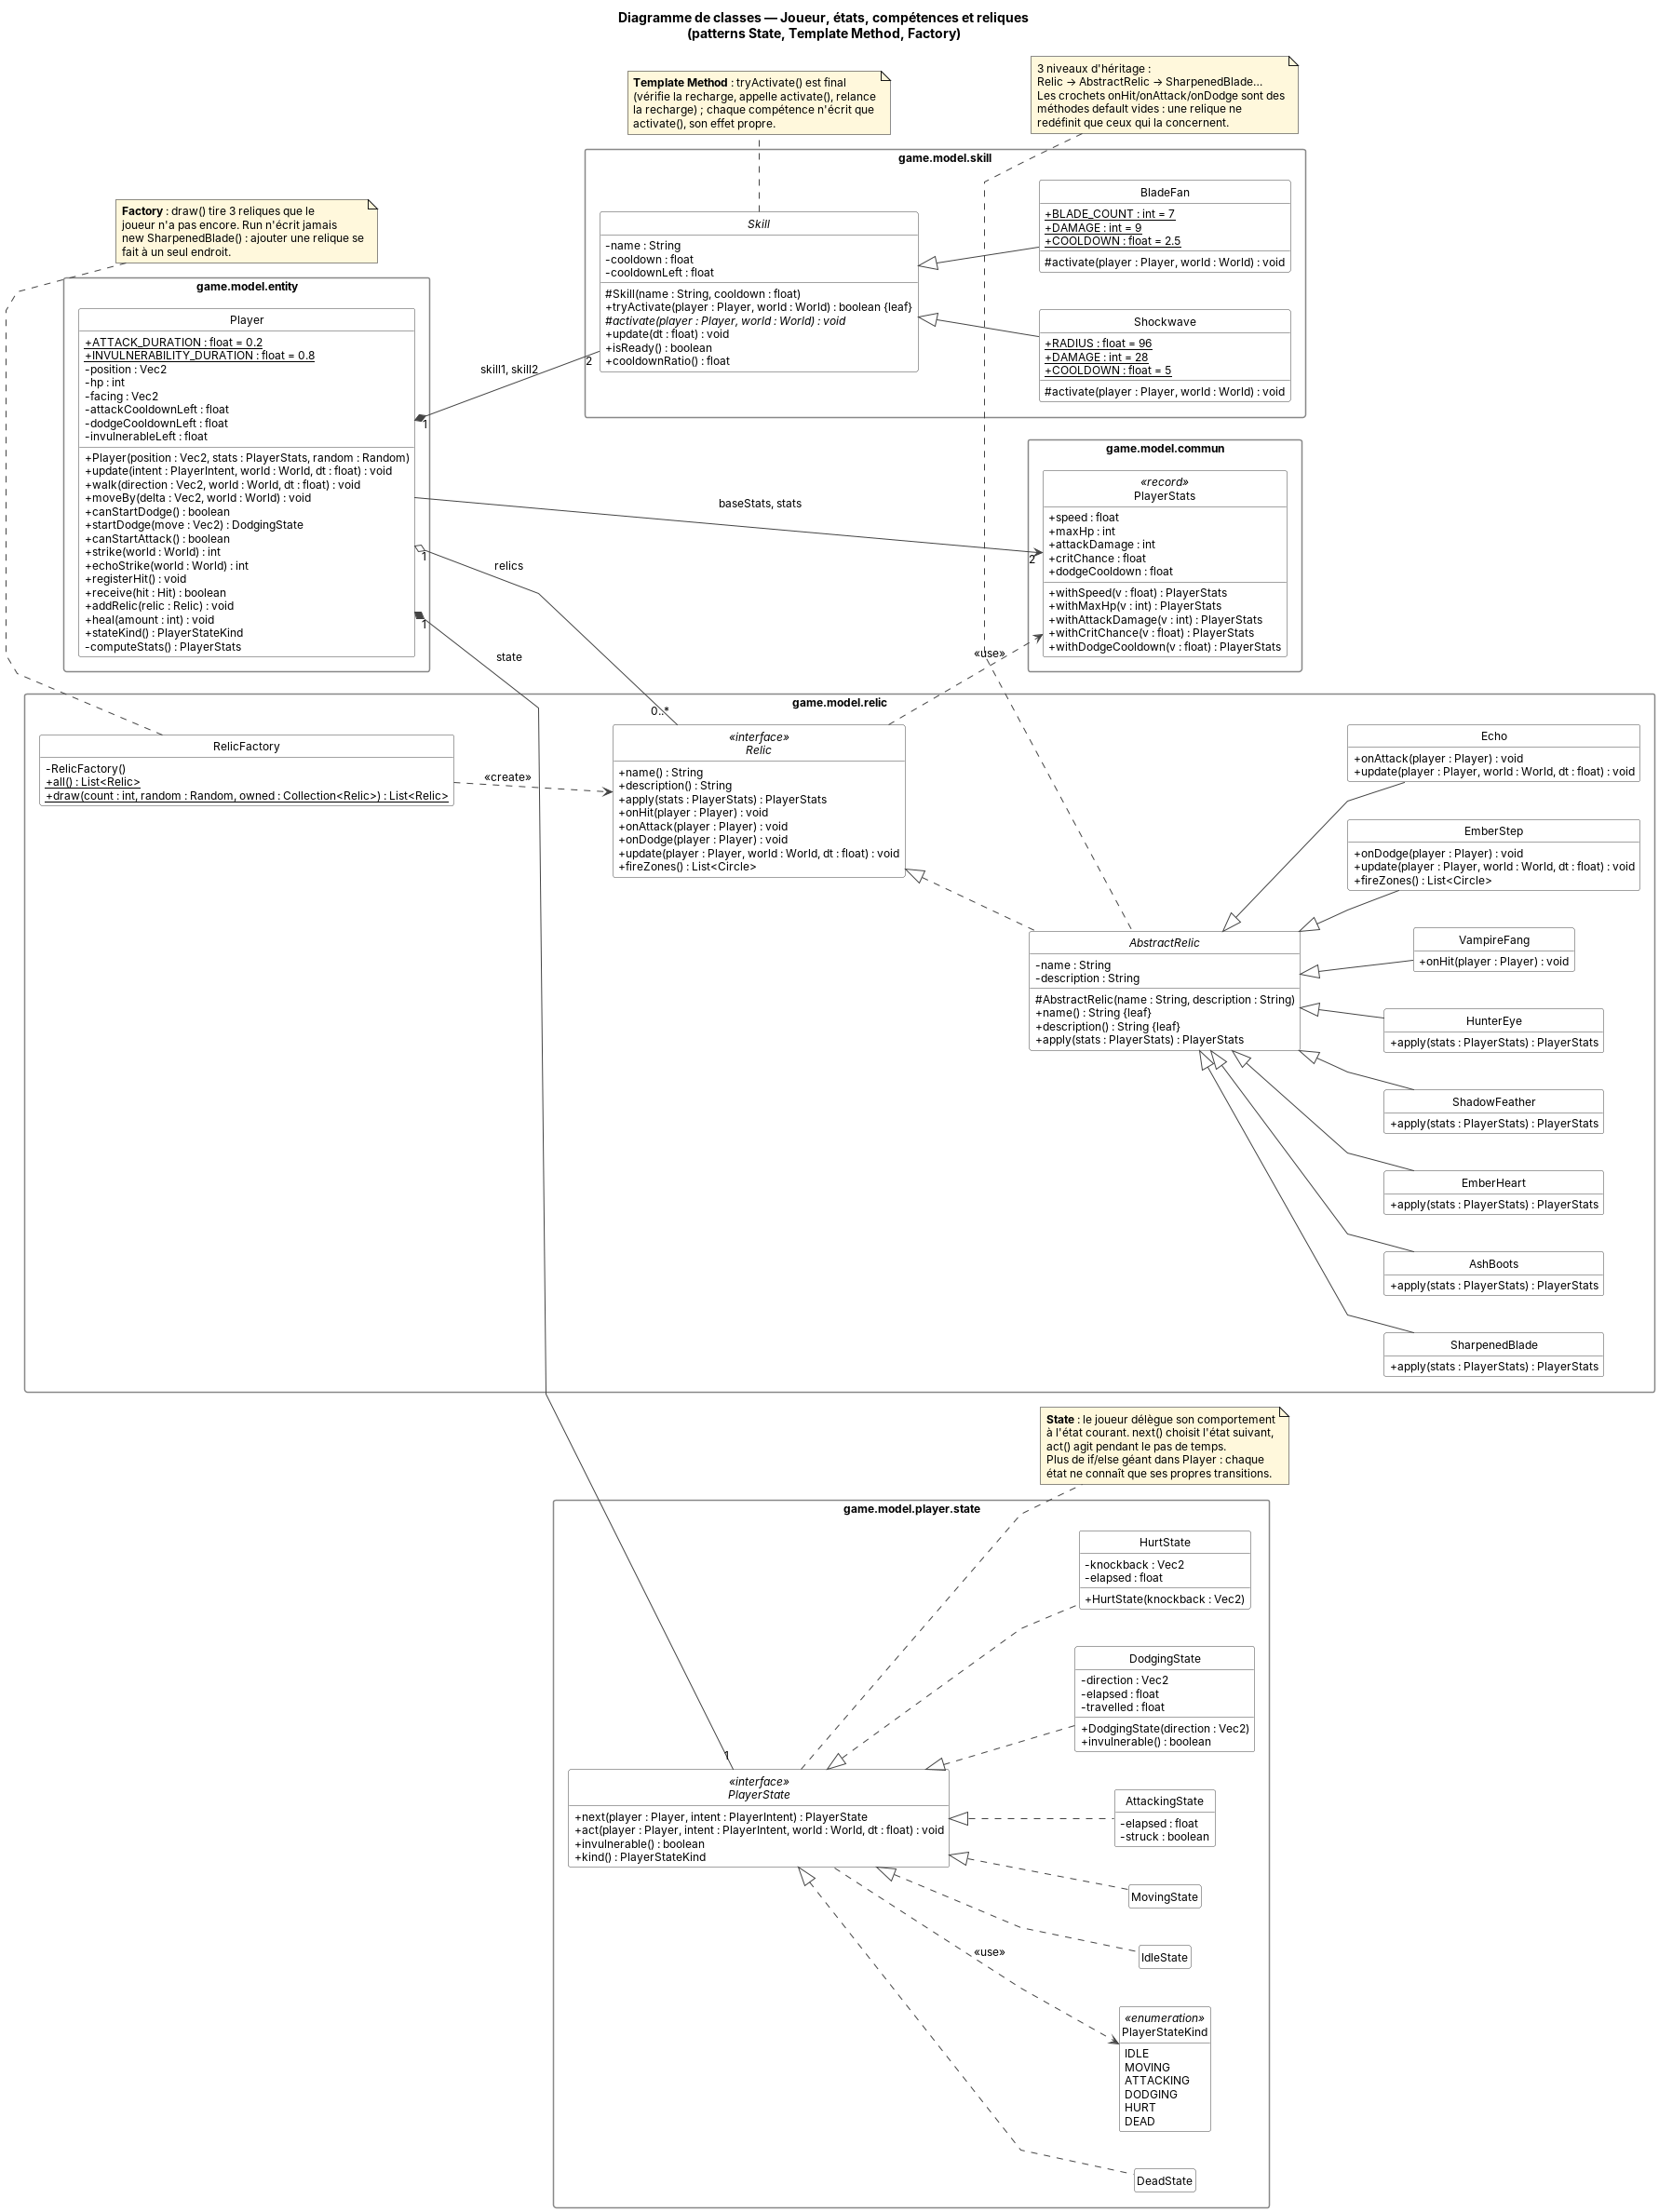 Diagramme de classes — Joueur, états, compétences et reliques
(patterns State, Template Method, Factory)
Template Method : tryActivate() est final
(vérifie la recharge, appelle activate(), relance
la recharge) ; chaque compétence n'écrit que
activate(), son effet propre.
3 niveaux d'héritage :
Relic → AbstractRelic → SharpenedBlade...
Les crochets onHit/onAttack/onDodge sont des
méthodes default vides : une relique ne
redéfinit que ceux qui la concernent.
Factory : draw() tire 3 reliques que le
joueur n'a pas encore. Run n'écrit jamais
new SharpenedBlade() : ajouter une relique se
fait à un seul endroit.
game.model.skill
Skill
-name : String
-cooldown : float
-cooldownLeft : float
#Skill(name : String, cooldown : float)
+tryActivate(player : Player, world : World) : boolean {leaf}
#activate(player : Player, world : World) : void
+update(dt : float) : void
+isReady() : boolean
+cooldownRatio() : float
BladeFan
+BLADE_COUNT : int = 7
+DAMAGE : int = 9
+COOLDOWN : float = 2.5
#activate(player : Player, world : World) : void
Shockwave
+RADIUS : float = 96
+DAMAGE : int = 28
+COOLDOWN : float = 5
#activate(player : Player, world : World) : void
game.model.entity
Player
+ATTACK_DURATION : float = 0.2
+INVULNERABILITY_DURATION : float = 0.8
-position : Vec2
-hp : int
-facing : Vec2
-attackCooldownLeft : float
-dodgeCooldownLeft : float
-invulnerableLeft : float
+Player(position : Vec2, stats : PlayerStats, random : Random)
+update(intent : PlayerIntent, world : World, dt : float) : void
+walk(direction : Vec2, world : World, dt : float) : void
+moveBy(delta : Vec2, world : World) : void
+canStartDodge() : boolean
+startDodge(move : Vec2) : DodgingState
+canStartAttack() : boolean
+strike(world : World) : int
+echoStrike(world : World) : int
+registerHit() : void
+receive(hit : Hit) : boolean
+addRelic(relic : Relic) : void
+heal(amount : int) : void
+stateKind() : PlayerStateKind
-computeStats() : PlayerStats
skill1, skill2
2
1
baseStats, stats
2
relics
1
0..*
state
1
1
game.model.commun
«record»
PlayerStats
+speed : float
+maxHp : int
+attackDamage : int
+critChance : float
+dodgeCooldown : float
+withSpeed(v : float) : PlayerStats
+withMaxHp(v : int) : PlayerStats
+withAttackDamage(v : int) : PlayerStats
+withCritChance(v : float) : PlayerStats
+withDodgeCooldown(v : float) : PlayerStats
«use»
game.model.relic
RelicFactory
-RelicFactory()
+all() : List<Relic>
+draw(count : int, random : Random, owned : Collection<Relic>) : List<Relic>
«create»
«interface»
Relic
+name() : String
+description() : String
+apply(stats : PlayerStats) : PlayerStats
+onHit(player : Player) : void
+onAttack(player : Player) : void
+onDodge(player : Player) : void
+update(player : Player, world : World, dt : float) : void
+fireZones() : List<Circle>
AbstractRelic
-name : String
-description : String
#AbstractRelic(name : String, description : String)
+name() : String {leaf}
+description() : String {leaf}
+apply(stats : PlayerStats) : PlayerStats
Echo
+onAttack(player : Player) : void
+update(player : Player, world : World, dt : float) : void
EmberStep
+onDodge(player : Player) : void
+update(player : Player, world : World, dt : float) : void
+fireZones() : List<Circle>
VampireFang
+onHit(player : Player) : void
HunterEye
+apply(stats : PlayerStats) : PlayerStats
ShadowFeather
+apply(stats : PlayerStats) : PlayerStats
EmberHeart
+apply(stats : PlayerStats) : PlayerStats
AshBoots
+apply(stats : PlayerStats) : PlayerStats
SharpenedBlade
+apply(stats : PlayerStats) : PlayerStats
State : le joueur délègue son comportement
à l'état courant. next() choisit l'état suivant,
act() agit pendant le pas de temps.
Plus de if/else géant dans Player : chaque
état ne connaît que ses propres transitions.
game.model.player.state
«interface»
PlayerState
+next(player : Player, intent : PlayerIntent) : PlayerState
+act(player : Player, intent : PlayerIntent, world : World, dt : float) : void
+invulnerable() : boolean
+kind() : PlayerStateKind
HurtState
-knockback : Vec2
-elapsed : float
+HurtState(knockback : Vec2)
DodgingState
-direction : Vec2
-elapsed : float
-travelled : float
+DodgingState(direction : Vec2)
+invulnerable() : boolean
AttackingState
-elapsed : float
-struck : boolean
MovingState
IdleState
«use»
«enumeration»
PlayerStateKind
IDLE
MOVING
ATTACKING
DODGING
HURT
DEAD
DeadState